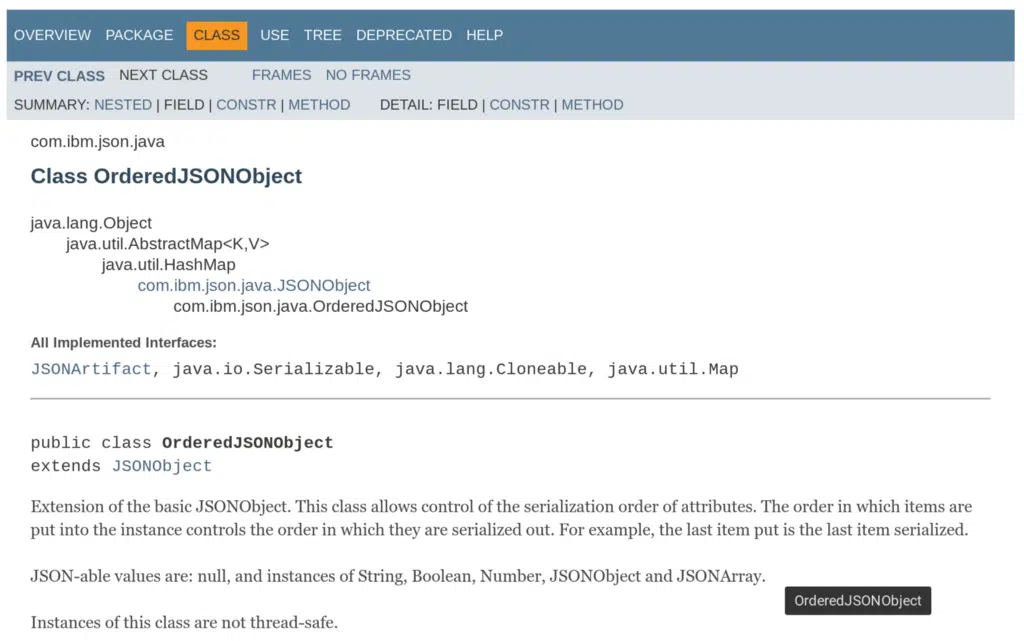 OVERVIEW PACKAGE CLASS USE TREE DEPRECATED HELP
PREV CLASS NEXT CLASS FRAMES NO FRAMES
SUMMARY: NESTED | FIELD | CONSTR | METHOD DETAIL: FIELD | CONSTR | METHOD
com.ibm.json.java
Class OrderedJSONObject
java.lang.Object
java.util.AbstractMap<K,V>
java.util.HashMap
com.ibm.json.java.JSONObject
com.ibm.json.java.OrderedJSONObject
All Implemented Interfaces:
JSONArtifact, java.io.Serializable, java.lang.Cloneable, java.util.Map
public class OrderedJSONObject
extends JSONObject
Extension of the basic JSONObject. This class allows control of the serialization order of attributes. The order in which items are
put into the instance controls the order in which they are serialized out. For example, the last item put is the last item serialized.
JSON-able values are: null, and instances of String, Boolean, Number, JSONObject and JSONArray.
OrderedJSONObject
Instances of this class are not thread-safe.